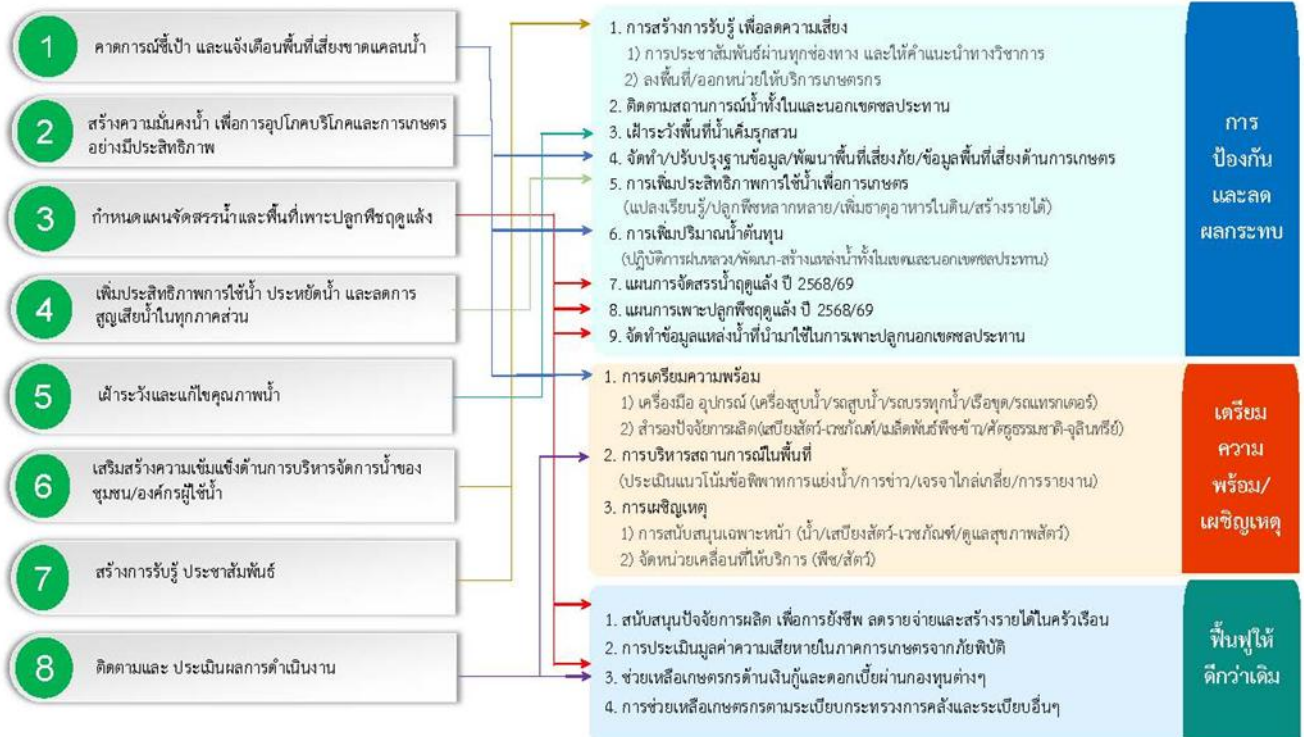 1
คาดการณ์ชี้เป้า และแจ้งเตือนพื้นที่เสี่ยงขาดแคลนน้ำ
2
สร้างความมั่นคงน้ำ เพื่อการอุปโภคบริโภคและการเกษตร
อย่างมีประสิทธิภาพ
3
กำหนดแผนจัดสรรน้ำและพื้นที่เพาะปลูกพืชฤดูแล้ง
4
เพิ่มประสิทธิภาพการใช้น้ำ ประหยัดน้ำ และลดการ
สูญเสียน้ำในทุกภาคส่วน
5
เฝ้าระวังและแก้ไขคุณภาพน้ำ
6
เสริมสร้างความเข้มแข็งด้านการบริหารจัดการน้ำของ
ชุมชน/องค์กรผู้ใช้น้ำ
7
สร้างการรับรู้ ประชาสัมพันธ์
8
ติดตามและ ประเมินผลการดำเนินงาน
1. การสร้างการรับรู้ เพื่อลดความเสี่ยง
1) การประชาสัมพันธ์ผ่านทุกช่องทาง และให้คำแนะนำทางวิชาการ
2) ลงพื้นที่/ออกหน่วยให้บริการเกษตรกร
2. ติดตามสถานการณ์น้ำทั้งในและนอกเขตชลประทาน
3. เฝ้าระวังพื้นที่น้ำเค็มรุกสวน
4. จัดทำ/ปรับปรุงฐานข้อมูล/พัฒนาพื้นที่เสี่ยงภัย/ข้อมูลพื้นที่เสี่ยงด้านการเกษตร
5. การเพิ่มประสิทธิภาพการใช้น้ำเพื่อการเกษตร
(แปลงเรียนรู้/ปลูกพืชหลากหลาย/เพิ่มธาตุอาหารในดิน/สร้างรายได้)
6. การเพิ่มปริมาณน้ำต้นทุน
(ปฏิบัติการฝนหลวง/พัฒนา-สร้างแหล่งน้ำทั้งในเขตและนอกเขตชลประทาน)
7. แผนการจัดสรรน้ำฤดูแล้ง ปี 2568/69
8. แผนการเพาะปลูกพืชฤดูแล้ง ปี 2568/69
9. จัดทำข้อมูลแหล่งน้ำที่นำมาใช้ในการเพาะปลูกนอกเขตชลประทาน
การ
ป้องกัน
และลด
ผลกระทบ
1. การเตรียมความพร้อม
1) เครื่องมือ อุปกรณ์ (เครื่องสูบน้ำ/รถสูบน้ำ/รถบรรทุกน้ำ/เรือขุด/รถแทรกเตอร์)
2) สำรองปัจจัยการผลิต(เสบียงสัตว์-เวชภัณฑ์/เมล็ดพันธุ์พืช-ข้าว/ศัตรูธรรมชาติ-จุลินทรีย์)
2. การบริหารสถานการณ์ในพื้นที่
(ประเมินแนวโน้มข้อพิพาทการแย่งน้ำ/การข่าว/เจรจาไกล่เกลี่ย/การรายงาน)
3. การเผชิญเหตุ
1) การสนับสนุนเฉพาะหน้า (น้ำ/เสบียงสัตว์-เวชภัณฑ์/ดูแลสุขภาพสัตว์)
2) จัดหน่วยเคลื่อนที่ให้บริการ (พืช/สัตว์)
เตรียม
ความ
พร้อม/
เผชิญเหตุ
1. สนับสนุนปัจจัยการผลิต เพื่อการยังชีพ ลดรายจ่ายและสร้างรายได้ในครัวเรือน
2. การประเมินมูลค่าความเสียหายในภาคการเกษตรจากภัยพิบัติ
3. ช่วยเหลือเกษตรกรด้านเงินกู้และดอกเบี้ยผ่านกองทุนต่างๆ
4. การช่วยเหลือเกษตรกรตามระเบียบกระทรวงการคลังและระเบียบอื่นๆ
ฟื้นฟูให้
ดีกว่าเดิม